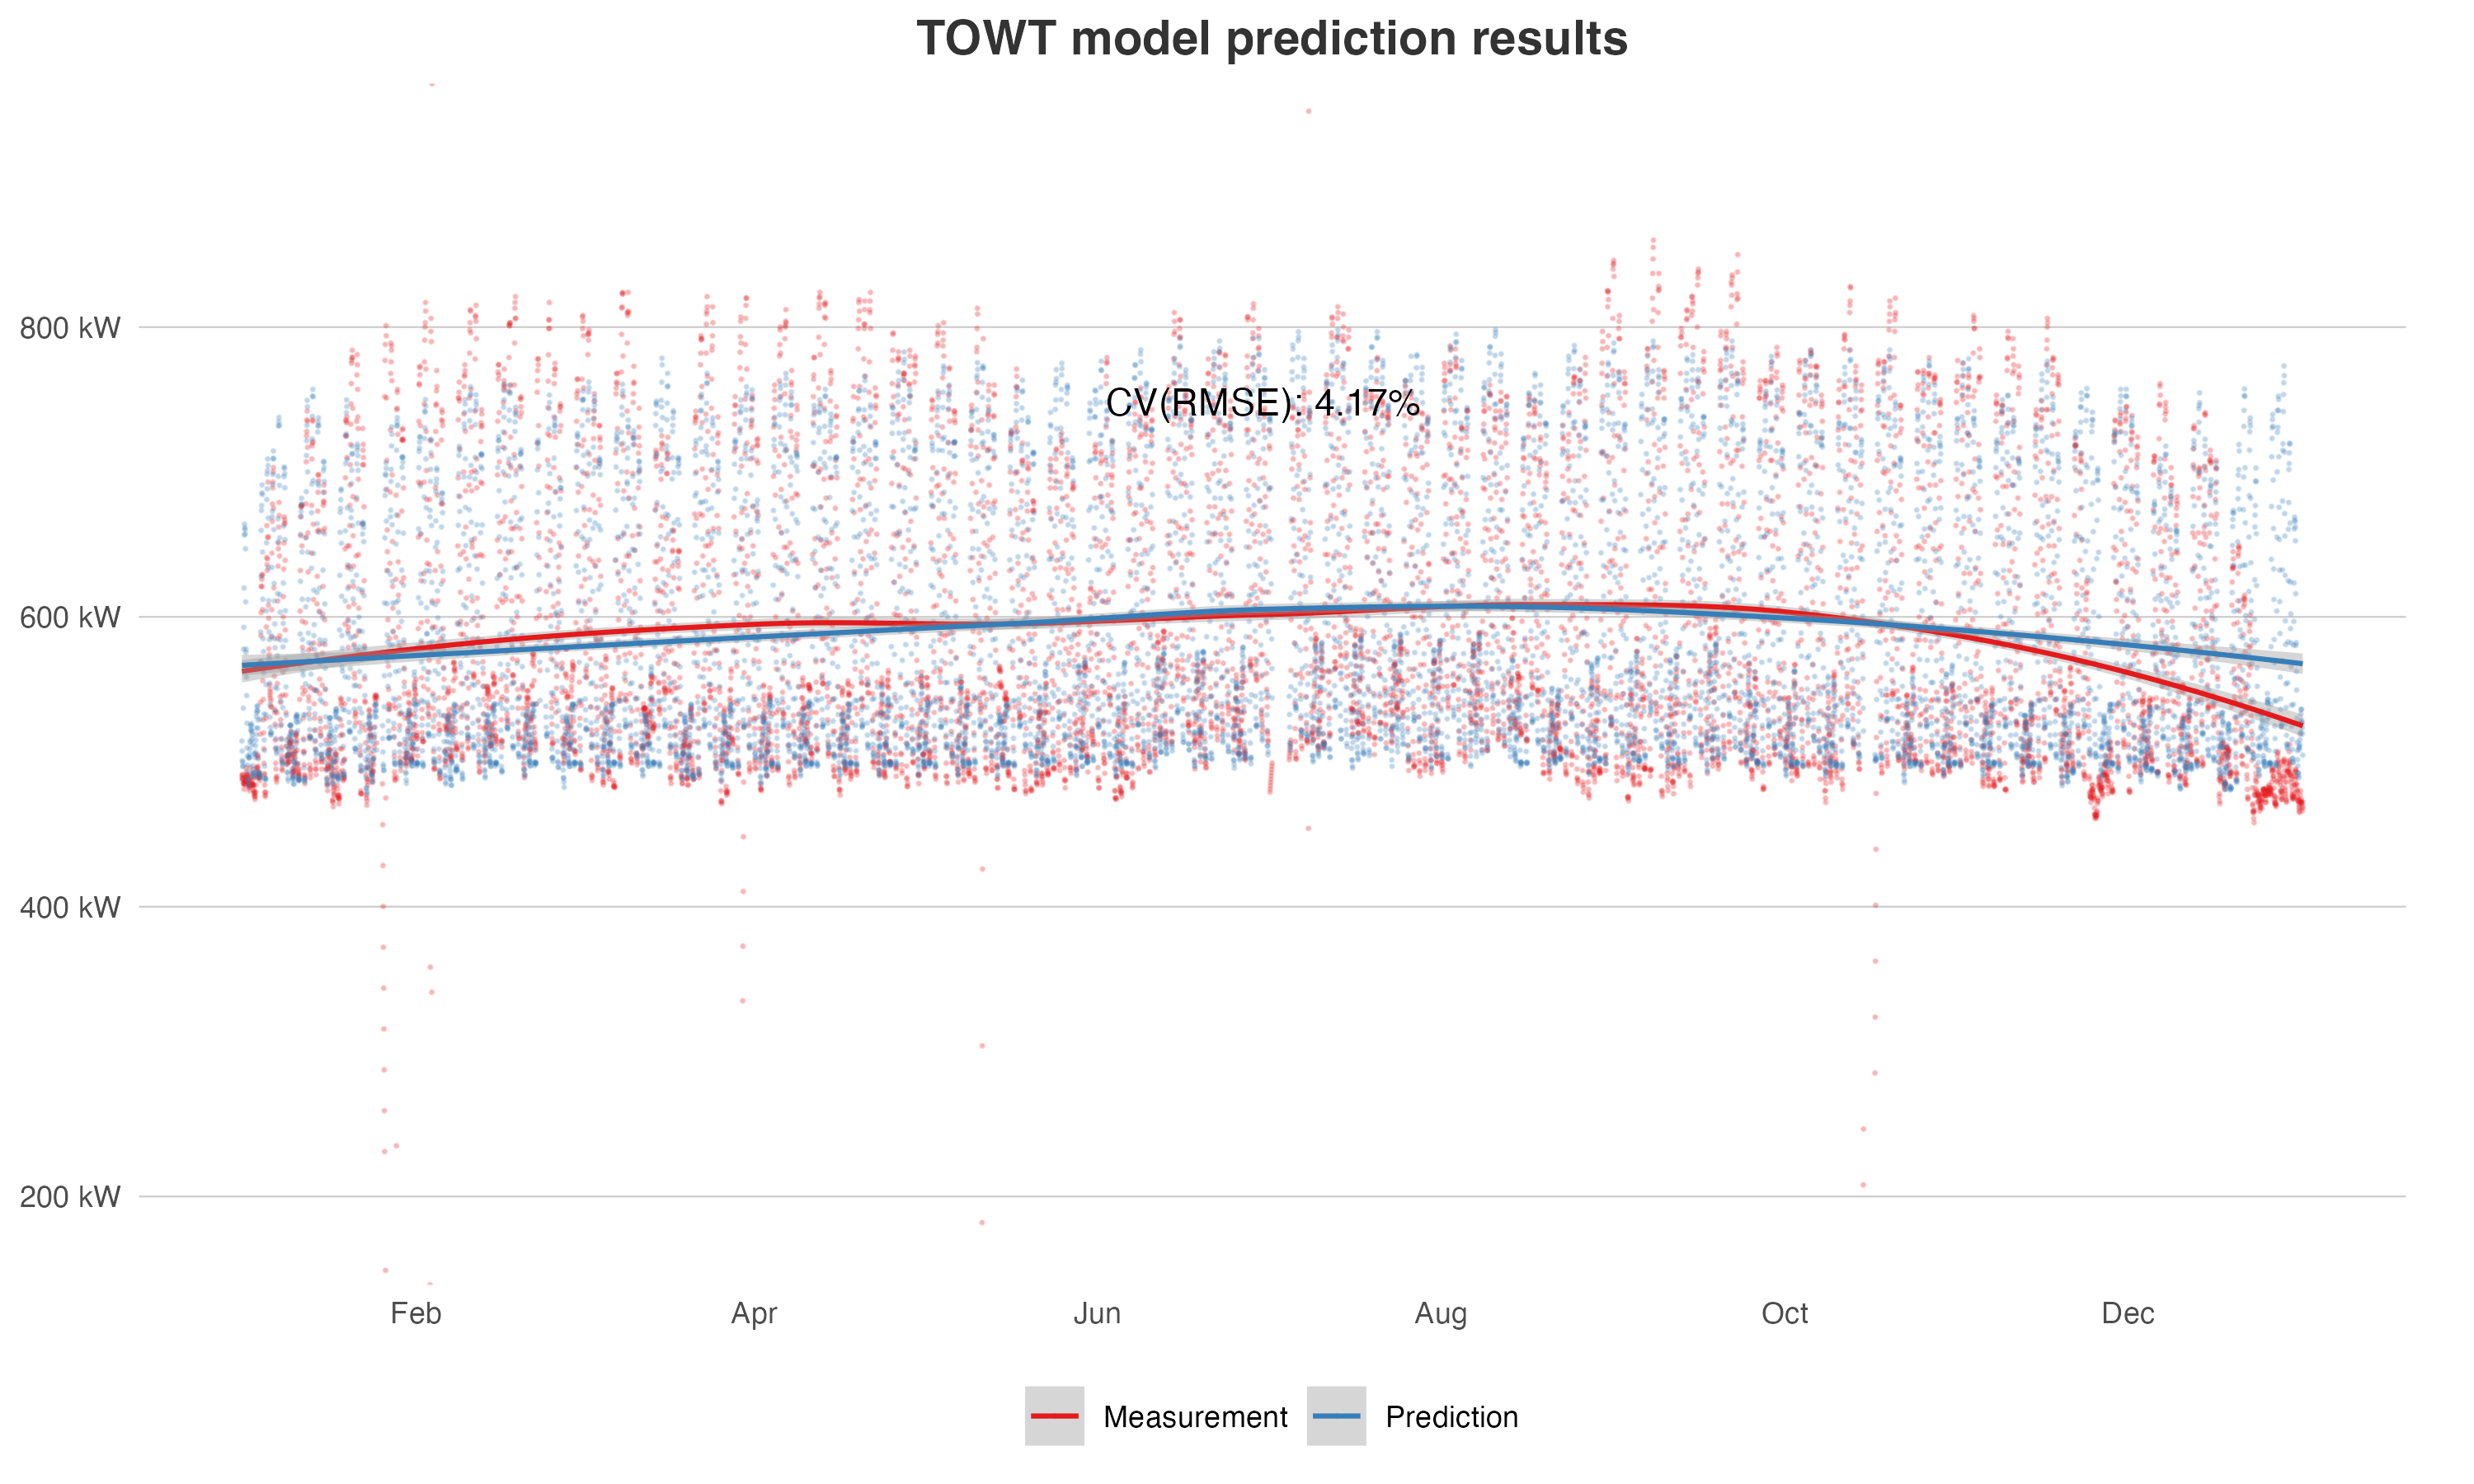 TOWT model prediction results
800 kW
CV(RMSE): 4.17%
600 kW
400 kW
200 kW
Feb Apr Jun Aug Oct Dec
Measurement Prediction